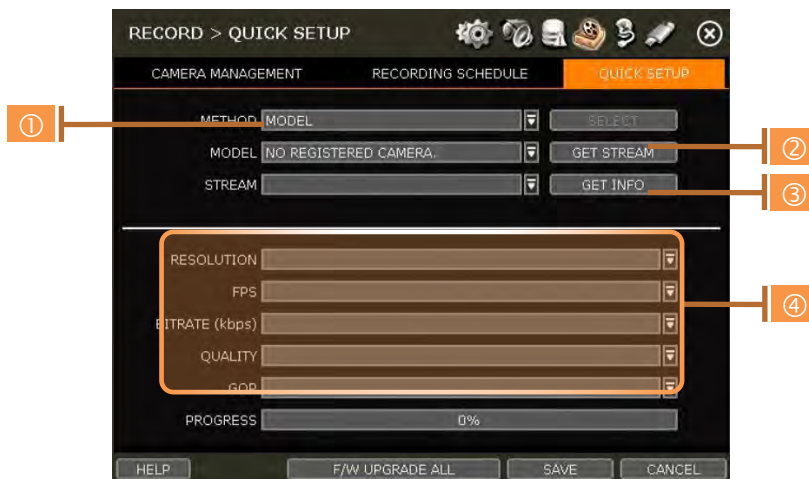 RECORD > QUICK SETUP
CAMERA MANAGEMENT RECORDING SCHEDULE QUICK SETUP
① METHOD MODEL SELECT
MODEL NO REGISTERED CAMERA. GET STREAM ②
STREAM GET INFO ③
RESOLUTION
FPS
BITRATE (kbps) ④
QUALITY
GOP
PROGRESS 0%
HELP F/W UPGRADE ALL SAVE CANCEL